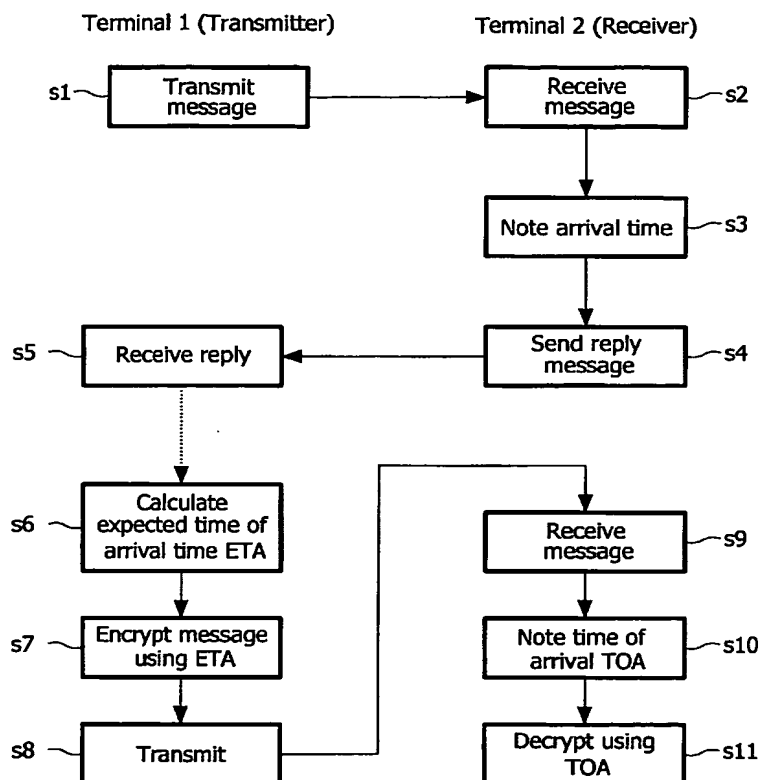 Terminal 1 (Transmitter)
Terminal 2 (Receiver)
s1
Transmit
message
Receive
message
s2
Note arrival time
s3
s5
Receive reply
Send reply
message
s4
s6
Calculate
expected time of
arrival time ETA
Receive
message
s9
s7
Encrypt message
using ETA
Note time of
arrival TOA
s10
s8
Transmit
Decrypt using
TOA
s11